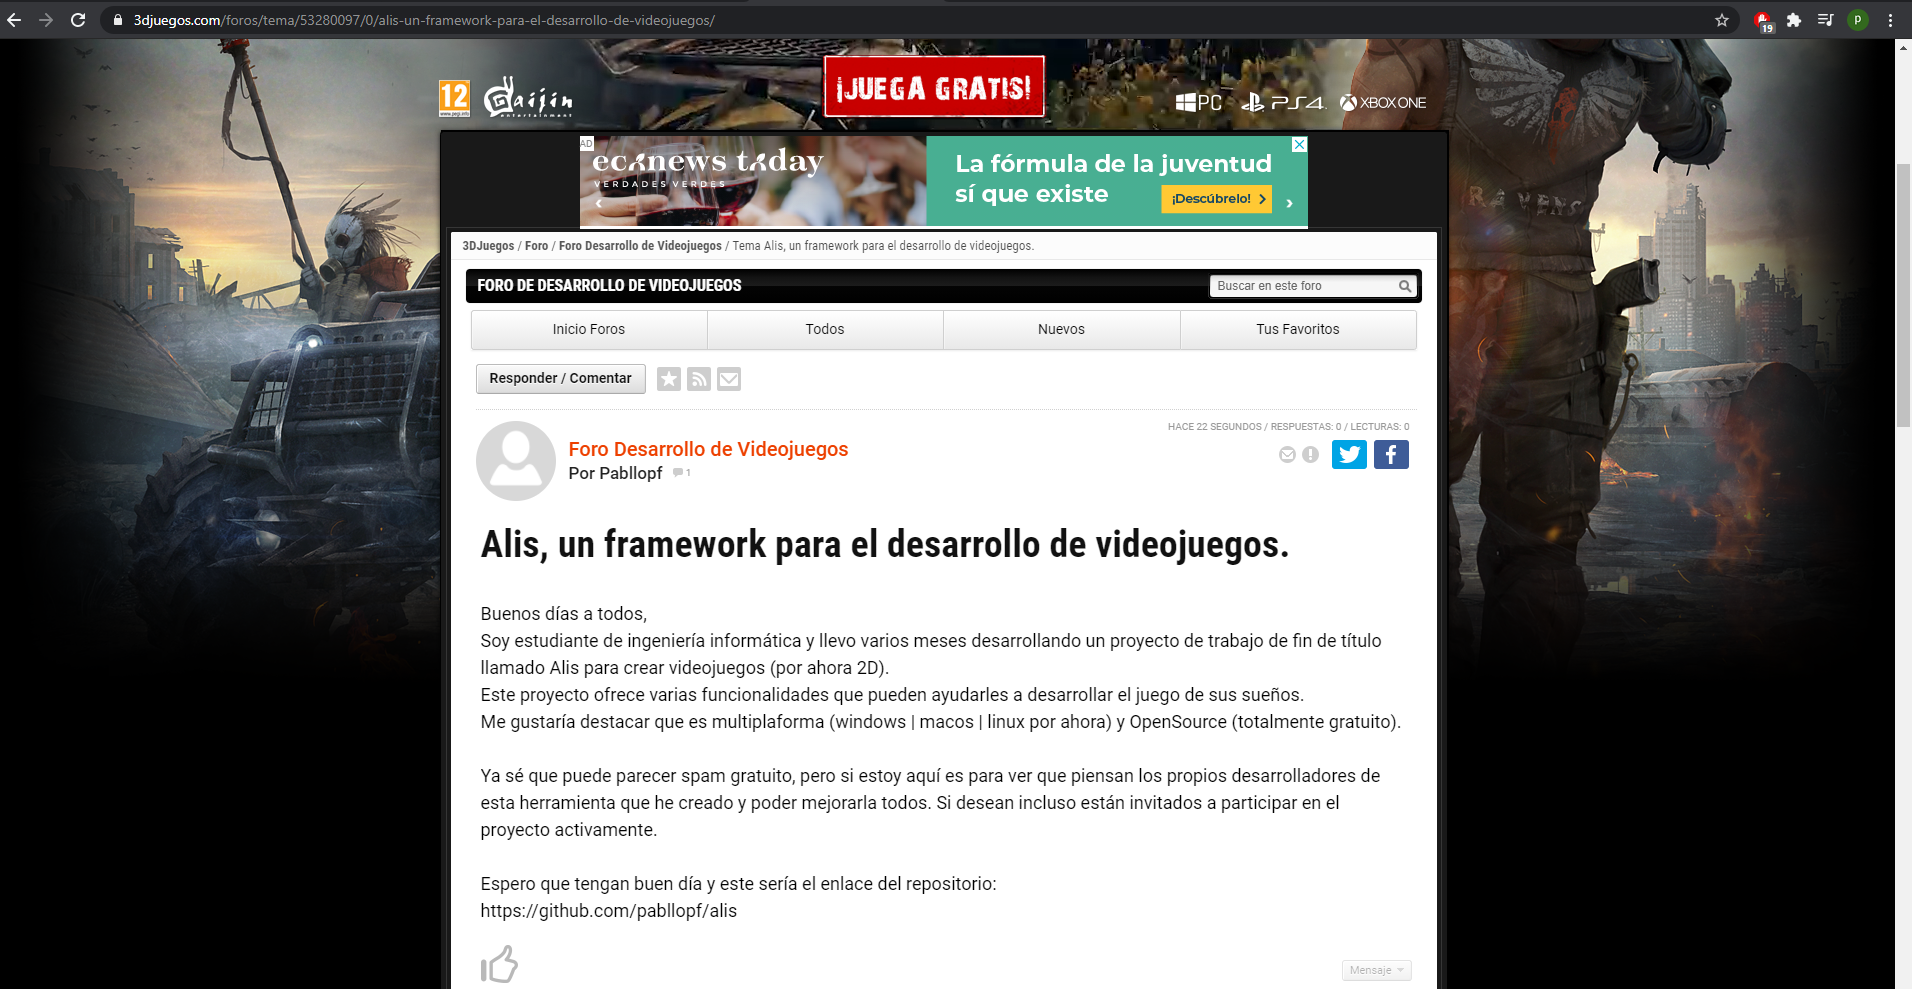 3djuegos.com/foros/tema/53280097/0/alis-un-framework-para-el-desarrollo-de-videojuegos/
19
p
12
www.pegi.info
Gaijin
entertainment
¡JUEGA GRATIS!
PC
PS4
XBOX ONE
AD
econews today
VERDADES VERDES
La fórmula de la juventud
sí que existe
¡Descúbrelo!
3DJuegos / Foro / Foro Desarrollo de Videojuegos / Tema Alis, un framework para el desarrollo de videojuegos.
FORO DE DESARROLLO DE VIDEOJUEGOS
Buscar en este foro
Inicio Foros
Todos
Nuevos
Tus Favoritos
Responder / Comentar
HACE 22 SEGUNDOS / RESPUESTAS: 0 / LECTURAS: 0
Foro Desarrollo de Videojuegos
Por Pabllopf
1
Alis, un framework para el desarrollo de videojuegos.
Buenos días a todos,
Soy estudiante de ingeniería informática y llevo varios meses desarrollando un proyecto de trabajo de fin de título
llamado Alis para crear videojuegos (por ahora 2D).
Este proyecto ofrece varias funcionalidades que pueden ayudarles a desarrollar el juego de sus sueños.
Me gustaría destacar que es multiplaforma (windows | macos | linux por ahora) y OpenSource (totalmente gratuito).
Ya sé que puede parecer spam gratuito, pero si estoy aquí es para ver que piensan los propios desarrolladores de
esta herramienta que he creado y poder mejorarla todos. Si desean incluso están invitados a participar en el
proyecto activamente.
Espero que tengan buen día y este sería el enlace del repositorio:
https://github.com/pabllopf/alis
Mensaje